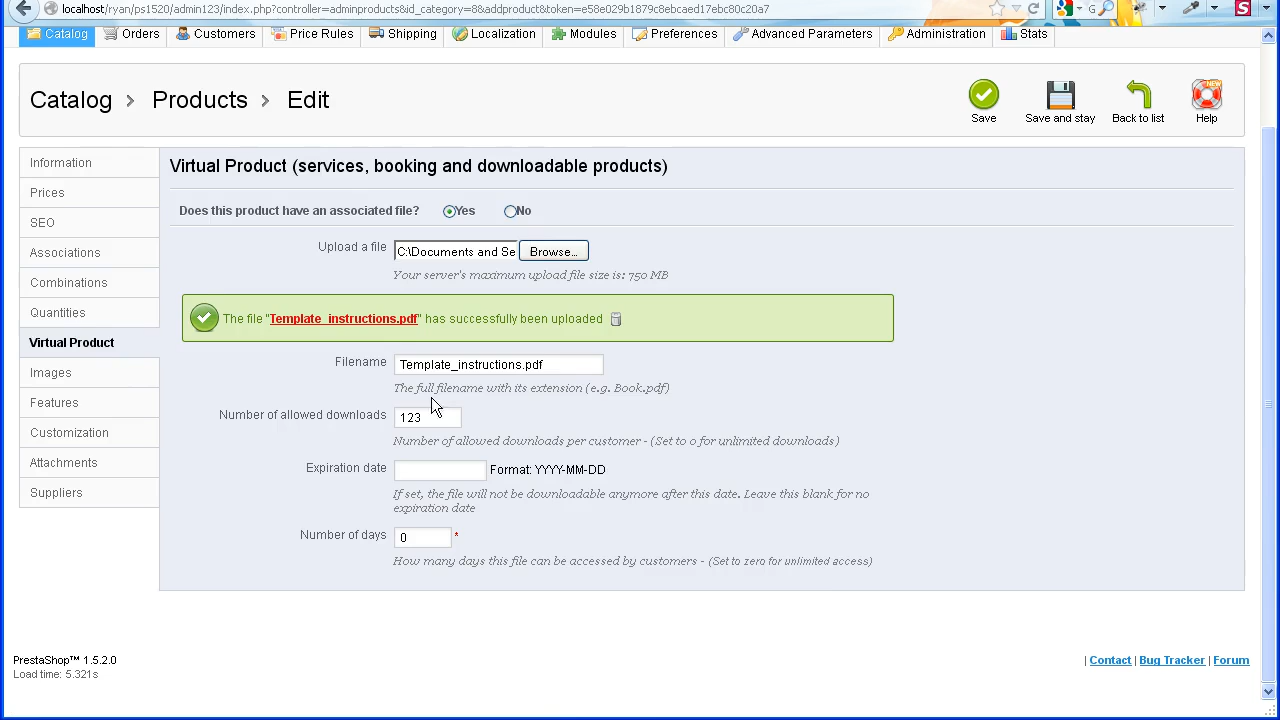 localhost/ryan/ps1520/admin123/index.php?controller=adminproducts&id_category=8&addproduct&token=e58e029b1879c8ebcaed17ebc80c20a7
Catalog Orders Customers Price Rules Shipping Localization Modules Preferences Advanced Parameters Administration Stats
Catalog > Products > Edit
Save Save and stay Back to list NEW Help
Information
Prices
SEO
Associations
Combinations
Quantities
Virtual Product
Images
Features
Customization
Attachments
Suppliers
Virtual Product (services, booking and downloadable products)
Does this product have an associated file? Yes No
Upload a file C:\Documents and Se Browse...
Your server's maximum upload file size is: 750 MB
The file "Template_instructions.pdf" has successfully been uploaded
Filename Template_instructions.pdf
The full filename with its extension (e.g. Book.pdf)
Number of allowed downloads 123
Number of allowed downloads per customer - (Set to 0 for unlimited downloads)
Expiration date Format: YYYY-MM-DD
If set, the file will not be downloadable anymore after this date. Leave this blank for no
expiration date
Number of days 0 *
How many days this file can be accessed by customers - (Set to zero for unlimited access)
PrestaShop™ 1.5.2.0
Load time: 5.321s
| Contact | Bug Tracker | Forum